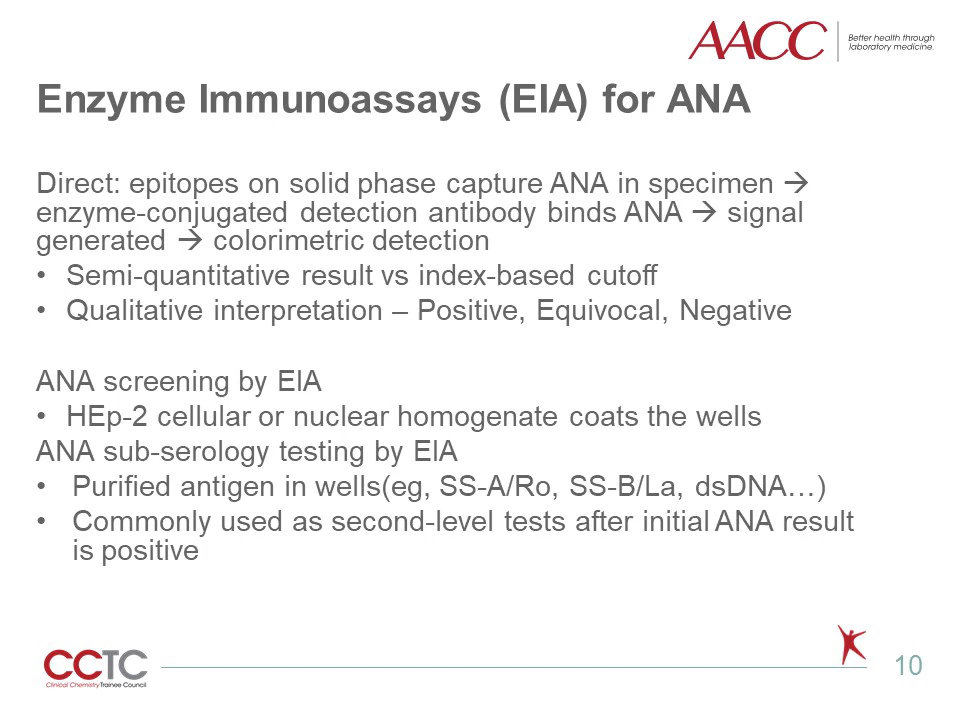 AACC
Better health through
laboratory medicine.
Enzyme Immunoassays (EIA) for ANA
Direct: epitopes on solid phase capture ANA in specimen →
enzyme-conjugated detection antibody binds ANA → signal
generated → colorimetric detection
• Semi-quantitative result vs index-based cutoff
• Qualitative interpretation – Positive, Equivocal, Negative
ANA screening by EIA
• HEp-2 cellular or nuclear homogenate coats the wells
ANA sub-serology testing by EIA
• Purified antigen in wells(eg, SS-A/Ro, SS-B/La, dsDNA…)
• Commonly used as second-level tests after initial ANA result
is positive
CCTC
Clinical Chemistry Trainee Council
10